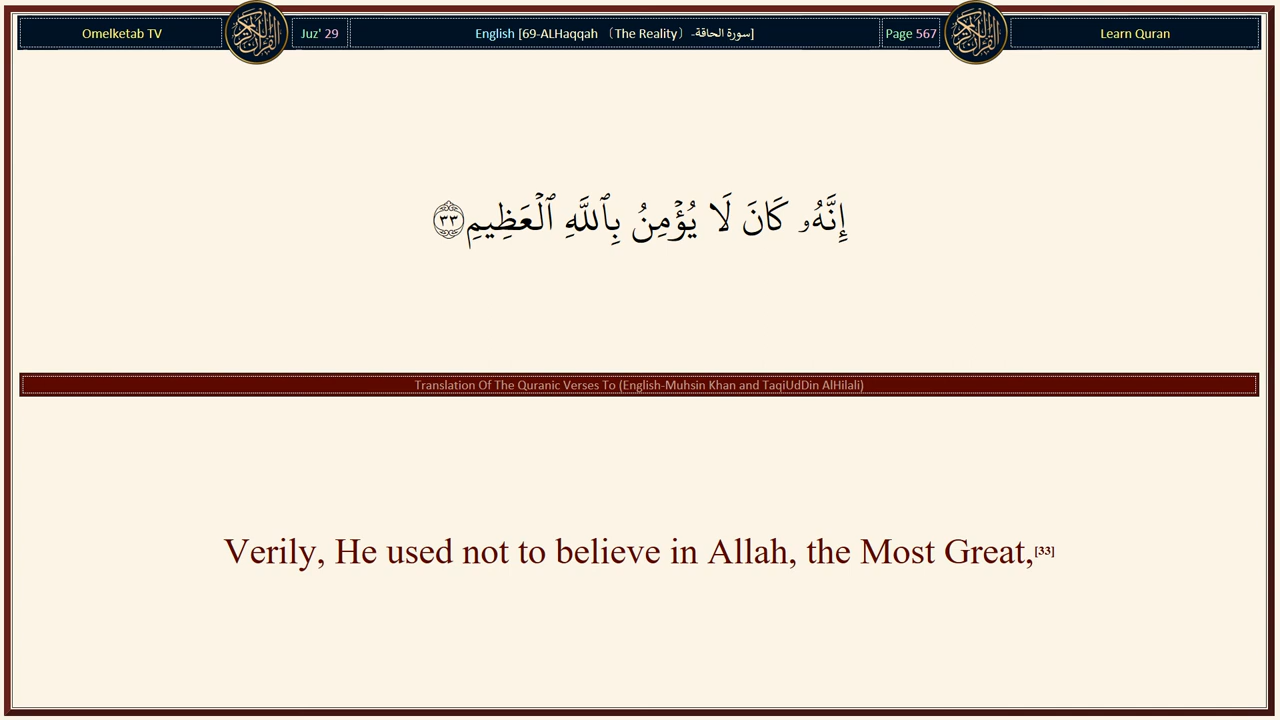 Omelketab TV
Juz' 29
English [69-ALHaqqah （The Reality） -سورة الحاقة]
Page 567
Learn Quran
إِنَّهُۥ كَانَ لَا يُؤۡمِنُ بِٱللَّهِ ٱلۡعَظِيمِ ٣٣
Translation Of The Quranic Verses To (English-Muhsin Khan and TaqiUdDin AlHilali)
Verily, He used not to believe in Allah, the Most Great,[33]